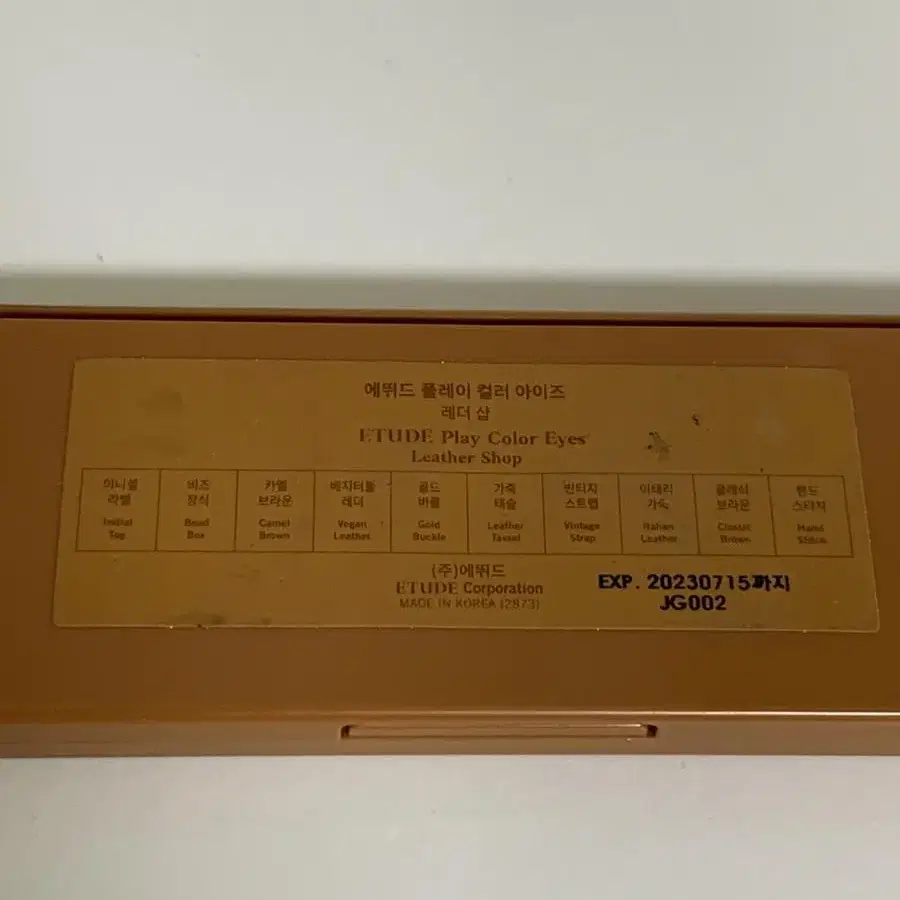 에뛰드 플레이 컬러 아이즈
레더 샵
ETUDE Play Color Eyes
Leather Shop
이니셜 라벨 Initial Tag
비즈 장식 Bead Box
카멜 브라운 Camel Brown
베지터블 레더 Vegan Leather
골드 버클 Gold Buckle
가죽 태슬 Leather Tassel
빈티지 스트랩 Vintage Strap
이태리 가죽 Italian Leather
클래식 브라운 Classic Brown
핸드 스티치 Hand Stitch
(주)에뛰드
ETUDE Corporation
MADE IN KOREA (2873)
EXP. 20230715까지
JG002